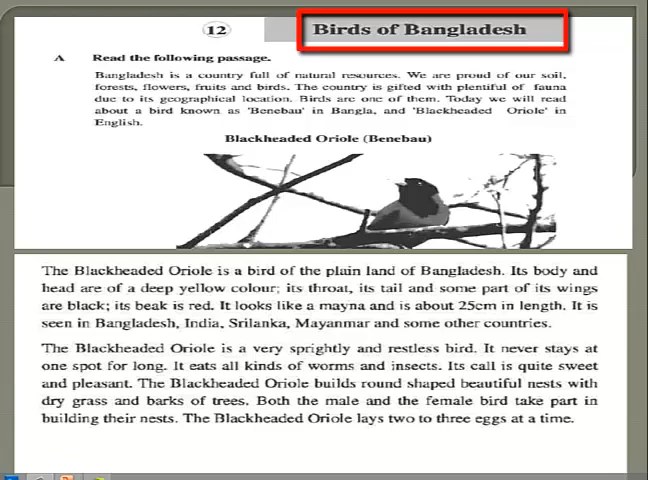 12
Birds of Bangladesh
A Read the following passage.
Bangladesh is a country full of natural resources. We are proud of our soil,
forests, flowers, fruits and birds. The country is gifted with plentiful of fauna
due to its geographical location. Birds are one of them. Today we will read
about a bird known as 'Benebau' in Bangla, and 'Blackheaded Oriole' in
English.
Blackheaded Oriole (Benebau)
The Blackheaded Oriole is a bird of the plain land of Bangladesh. Its body and
head are of a deep yellow colour; its throat, its tail and some part of its wings
are black; its beak is red. It looks like a mayna and is about 25cm in length. It is
seen in Bangladesh, India, Srilanka, Mayanmar and some other countries.
The Blackheaded Oriole is a very sprightly and restless bird. It never stays at
one spot for long. It eats all kinds of worms and insects. Its call is quite sweet
and pleasant. The Blackheaded Oriole builds round shaped beautiful nests with
dry grass and barks of trees. Both the male and the female bird take part in
building their nests. The Blackheaded Oriole lays two to three eggs at a time.